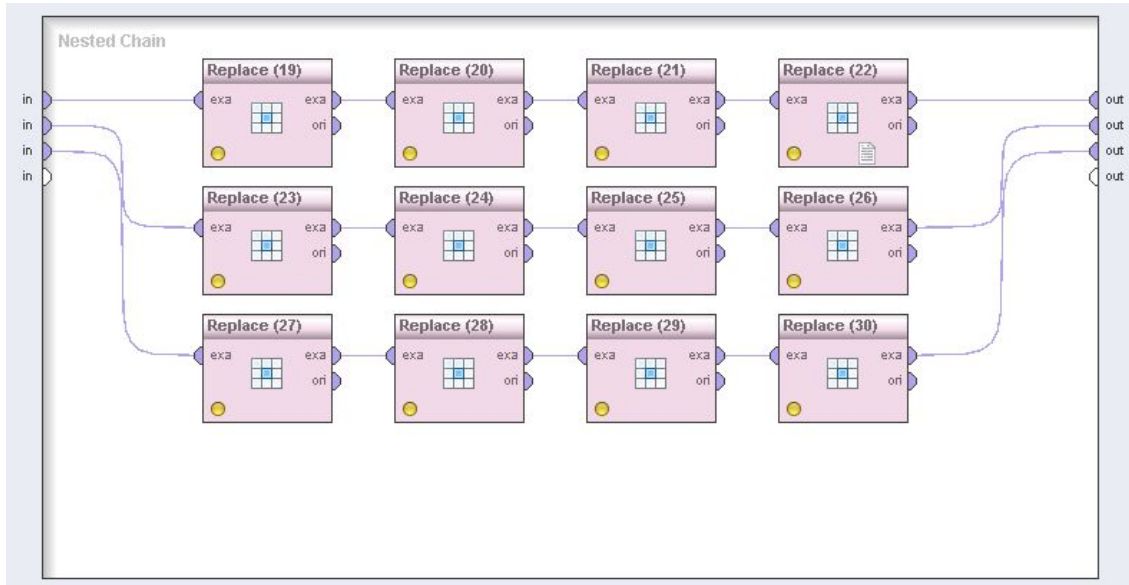 Nested Chain
Replace (19) Replace (20) Replace (21) Replace (22)
in exa exa exa exa exa exa exa exa out
in ori ori ori ori out
in out
in out
Replace (23) Replace (24) Replace (25) Replace (26)
exa exa exa exa exa exa exa exa
ori ori ori ori
Replace (27) Replace (28) Replace (29) Replace (30)
exa exa exa exa exa exa exa exa
ori ori ori ori